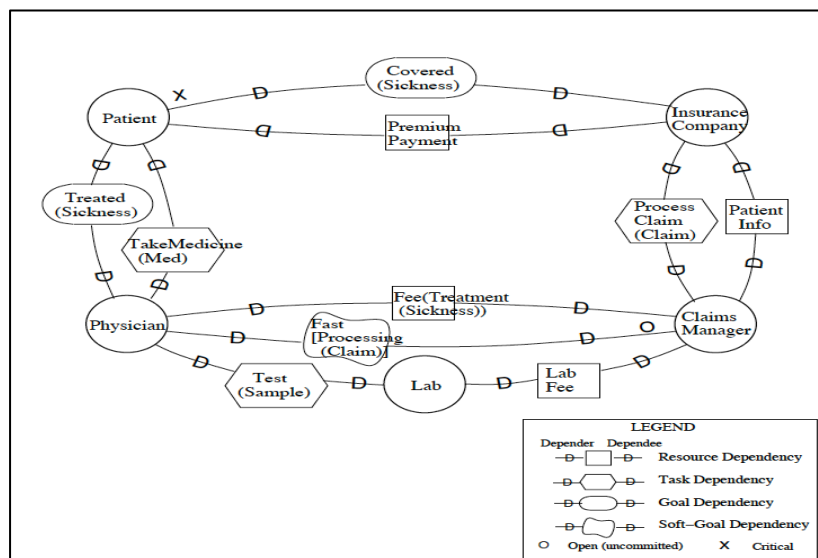 Covered
(Sickness)
X
D
D
Patient
Insurance
Company
D
Premium
Payment
D
D
D
D
D
Treated
(Sickness)
Process
Claim
(Claim)
Patient
Info
TakeMedicine
(Med)
D
D
D
D
Physician
D
Fee(Treatment
(Sickness))
D
Claims
Manager
D
Fast
[Processing
(Claim)]
D
O
D
Test
(Sample)
D
Lab
D
Lab
Fee
D
LEGEND
Depender Dependee
D D Resource Dependency
D D Task Dependency
D D Goal Dependency
D D Soft-Goal Dependency
O Open (uncommitted) X Critical